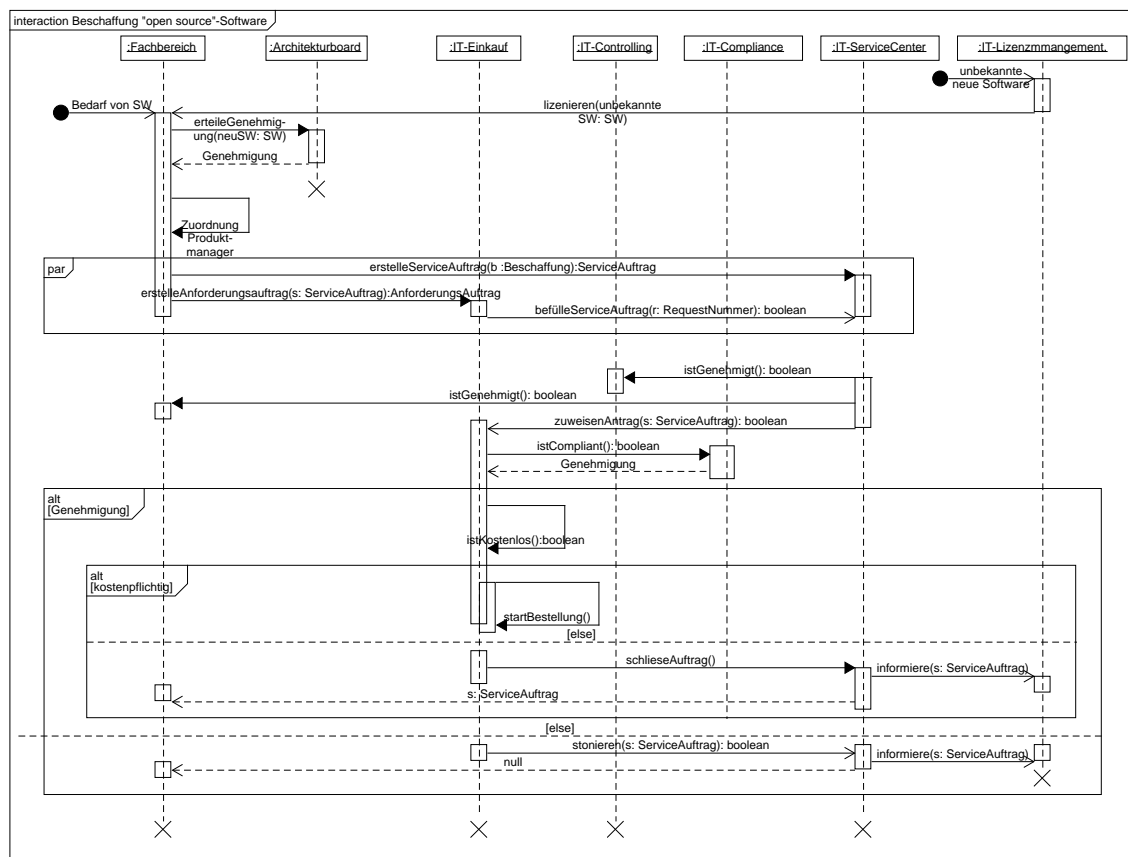 interaction Beschaffung "open source"-Software
:Fachbereich
:Architekturboard
:IT-Einkauf
:IT-Controlling
:IT-Compliance
:IT-ServiceCenter
:IT-Lizenzmmangement.
unbekannte
neue Software
Bedarf von SW
lizenieren(unbekannte
SW: SW)
erteileGenehmig-
ung(neuSW: SW)
Genehmigung
Zuordnung
Produkt-
manager
par
erstelleServiceAuftrag(b :Beschaffung):ServiceAuftrag
erstelleAnforderungsauftrag(s: ServiceAuftrag):AnforderungsAuftrag
befülleServiceAuftrag(r: RequestNummer): boolean
istGenehmigt(): boolean
istGenehmigt(): boolean
zuweisenAntrag(s: ServiceAuftrag): boolean
istCompliant(): boolean
Genehmigung
alt
[Genehmigung]
istKostenlos():boolean
alt
[kostenpflichtig]
startBestellung()
[else]
schlieseAuftrag()
informiere(s: ServiceAuftrag)
s: ServiceAuftrag
[else]
stonieren(s: ServiceAuftrag): boolean
informiere(s: ServiceAuftrag)
null